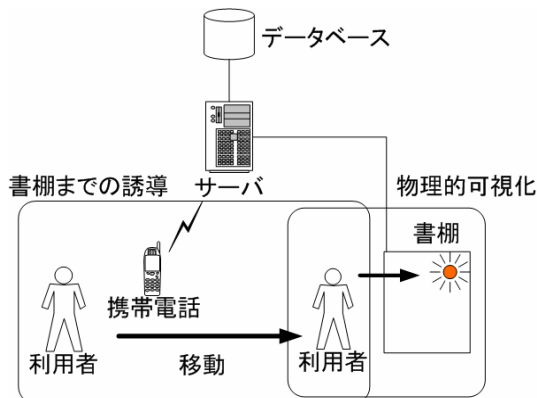 データベース
書棚までの誘導
サーバ
物理的可視化
書棚
携帯電話
利用者
移動
利用者